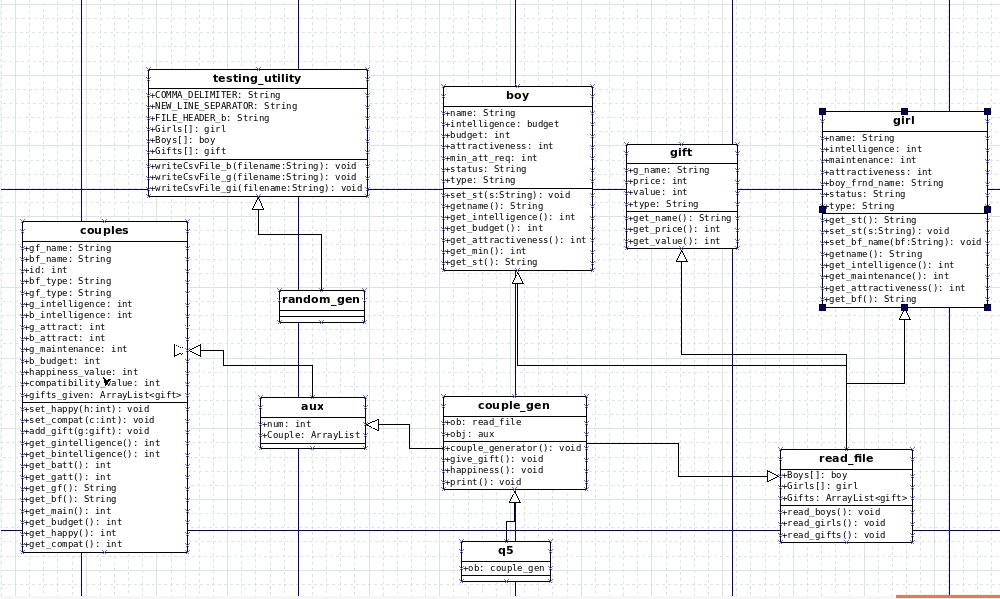 testing_utility
+COMMA_DELIMITER: String
+NEW_LINE_SEPARATOR: String
+FILE_HEADER_b: String
+Girls[]: girl
+Boys[]: boy
+Gifts[]: gift
+writeCsvFile_b(filename:String): void
+writeCsvFile_g(filename:String): void
+writeCsvFile_gi(filename:String): void
boy
+name: String
+intelligence: budget
+budget: int
+attractiveness: int
+min_att_req: int
+status: String
+type: String
+set_st(s:String): void
+getname(): String
+get_intelligence(): int
+get_budget(): int
+get_attractiveness(): int
+get_min(): int
+get_st(): String
gift
+g_name: String
+price: int
+value: int
+type: String
+get_name(): String
+get_price(): int
+get_value(): int
girl
+name: String
+intelligence: int
+maintenance: int
+attractiveness: int
+boy_frnd_name: String
+status: String
+type: String
+get_st(): String
+set_st(s:String): void
+set_bf_name(bf:String): void
+getname(): String
+get_intelligence(): int
+get_maintenance(): int
+get_attractiveness(): int
+get_bf(): String
couples
+gf_name: String
+bf_name: String
+id: int
+bf_type: String
+gf_type: String
+g_intelligence: int
+b_intelligence: int
+g_attract: int
+b_attract: int
+g_maintenance: int
+b_budget: int
+happiness_value: int
+compatibility_value: int
+gifts_given: ArrayList<gift>
+set_happy(h:int): void
+set_compat(c:int): void
+add_gift(g:gift): void
+get_gintelligence(): int
+get_bintelligence(): int
+get_batt(): int
+get_gatt(): int
+get_gf(): String
+get_bf(): String
+get_main(): int
+get_budget(): int
+get_happy(): int
+get_compat(): int
random_gen
aux
+num: int
+Couple: ArrayList
couple_gen
+ob: read_file
+obj: aux
+couple_generator(): void
+give_gift(): void
+happiness(): void
+print(): void
read_file
+Boys[]: boy
+Girls[]: girl
+Gifts: ArrayList<gift>
+read_boys(): void
+read_girls(): void
+read_gifts(): void
q5
+ob: couple_gen